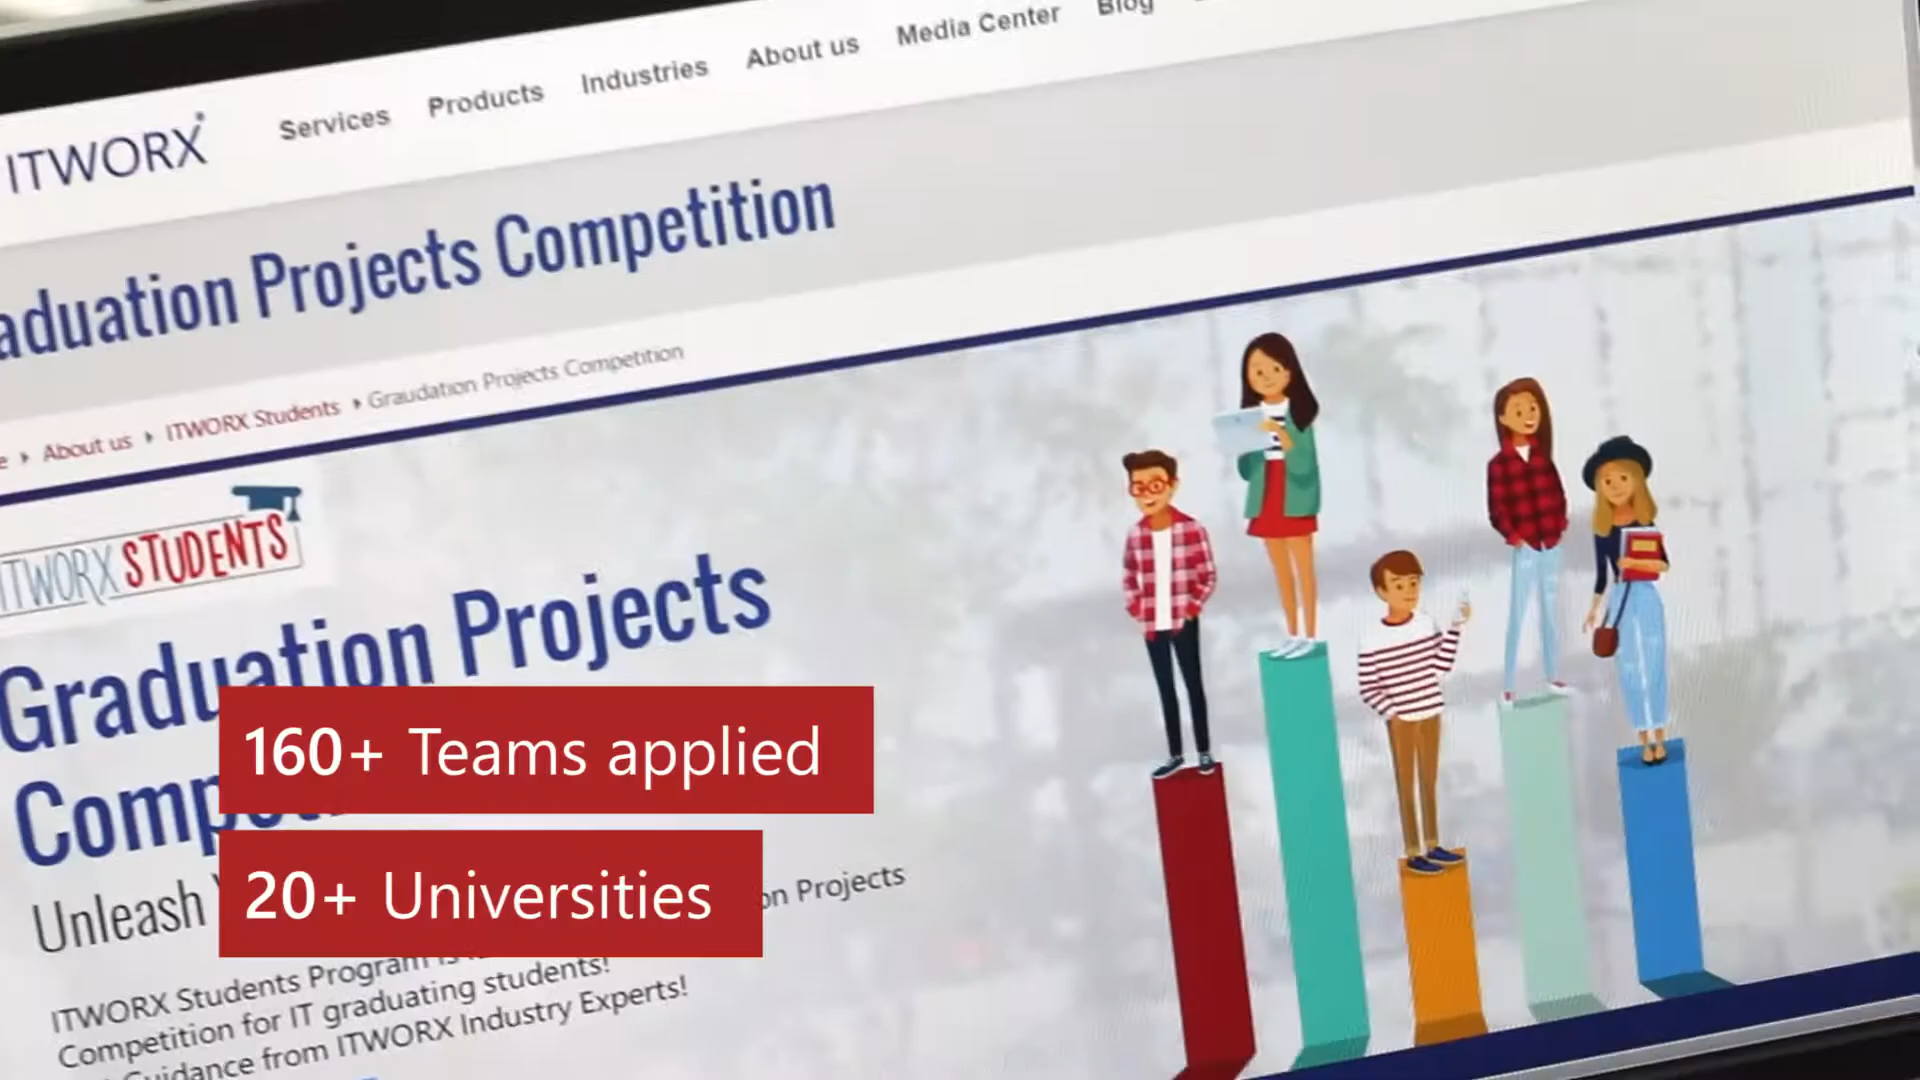 Services Products Industries About us Media Center Blog
ITWORX
aduation Projects Competition
e ▸ About us ▸ ITWORX Students ▸ Graudation Projects Competition
ITWORX STUDENTS
Graduation Projects
160+ Teams applied
Comp
20+ Universities
Unleash on Projects
ITWORX Students Program is
Competition for IT graduating students!
Guidance from ITWORX Industry Experts!